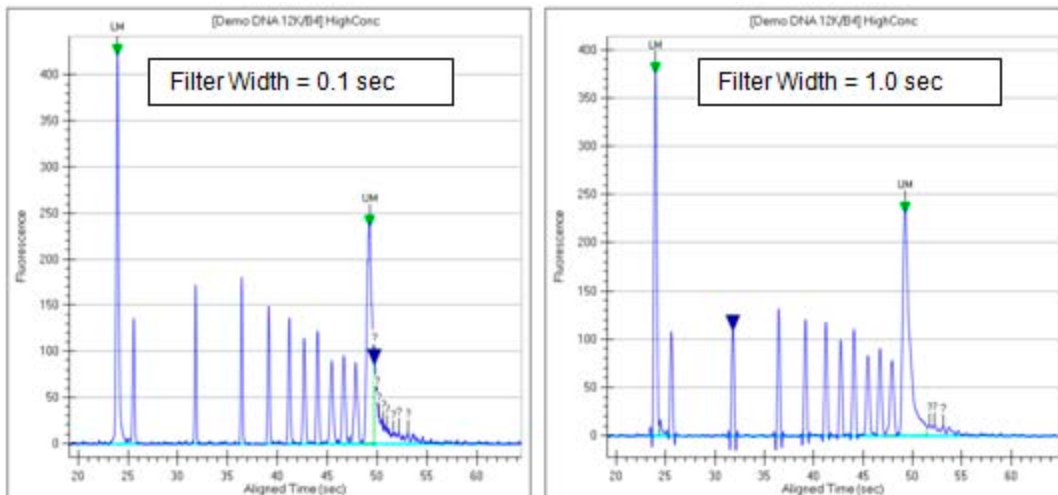 [Demo DNA 12K/B4] HighConc
LM
Filter Width = 0.1 sec
400
350
300
250
200
150
100
50
0
Fluorescence
UM
?
?
?
?
?
??
?
20 25 30 35 40 45 50 55 60
Aligned Time (sec)
[Demo DNA 12K/B4] HighConc
LM
Filter Width = 1.0 sec
400
350
300
250
200
150
100
50
0
Fluorescence
UM
??
?
20 25 30 35 40 45 50 55 60
Aligned Time (sec)